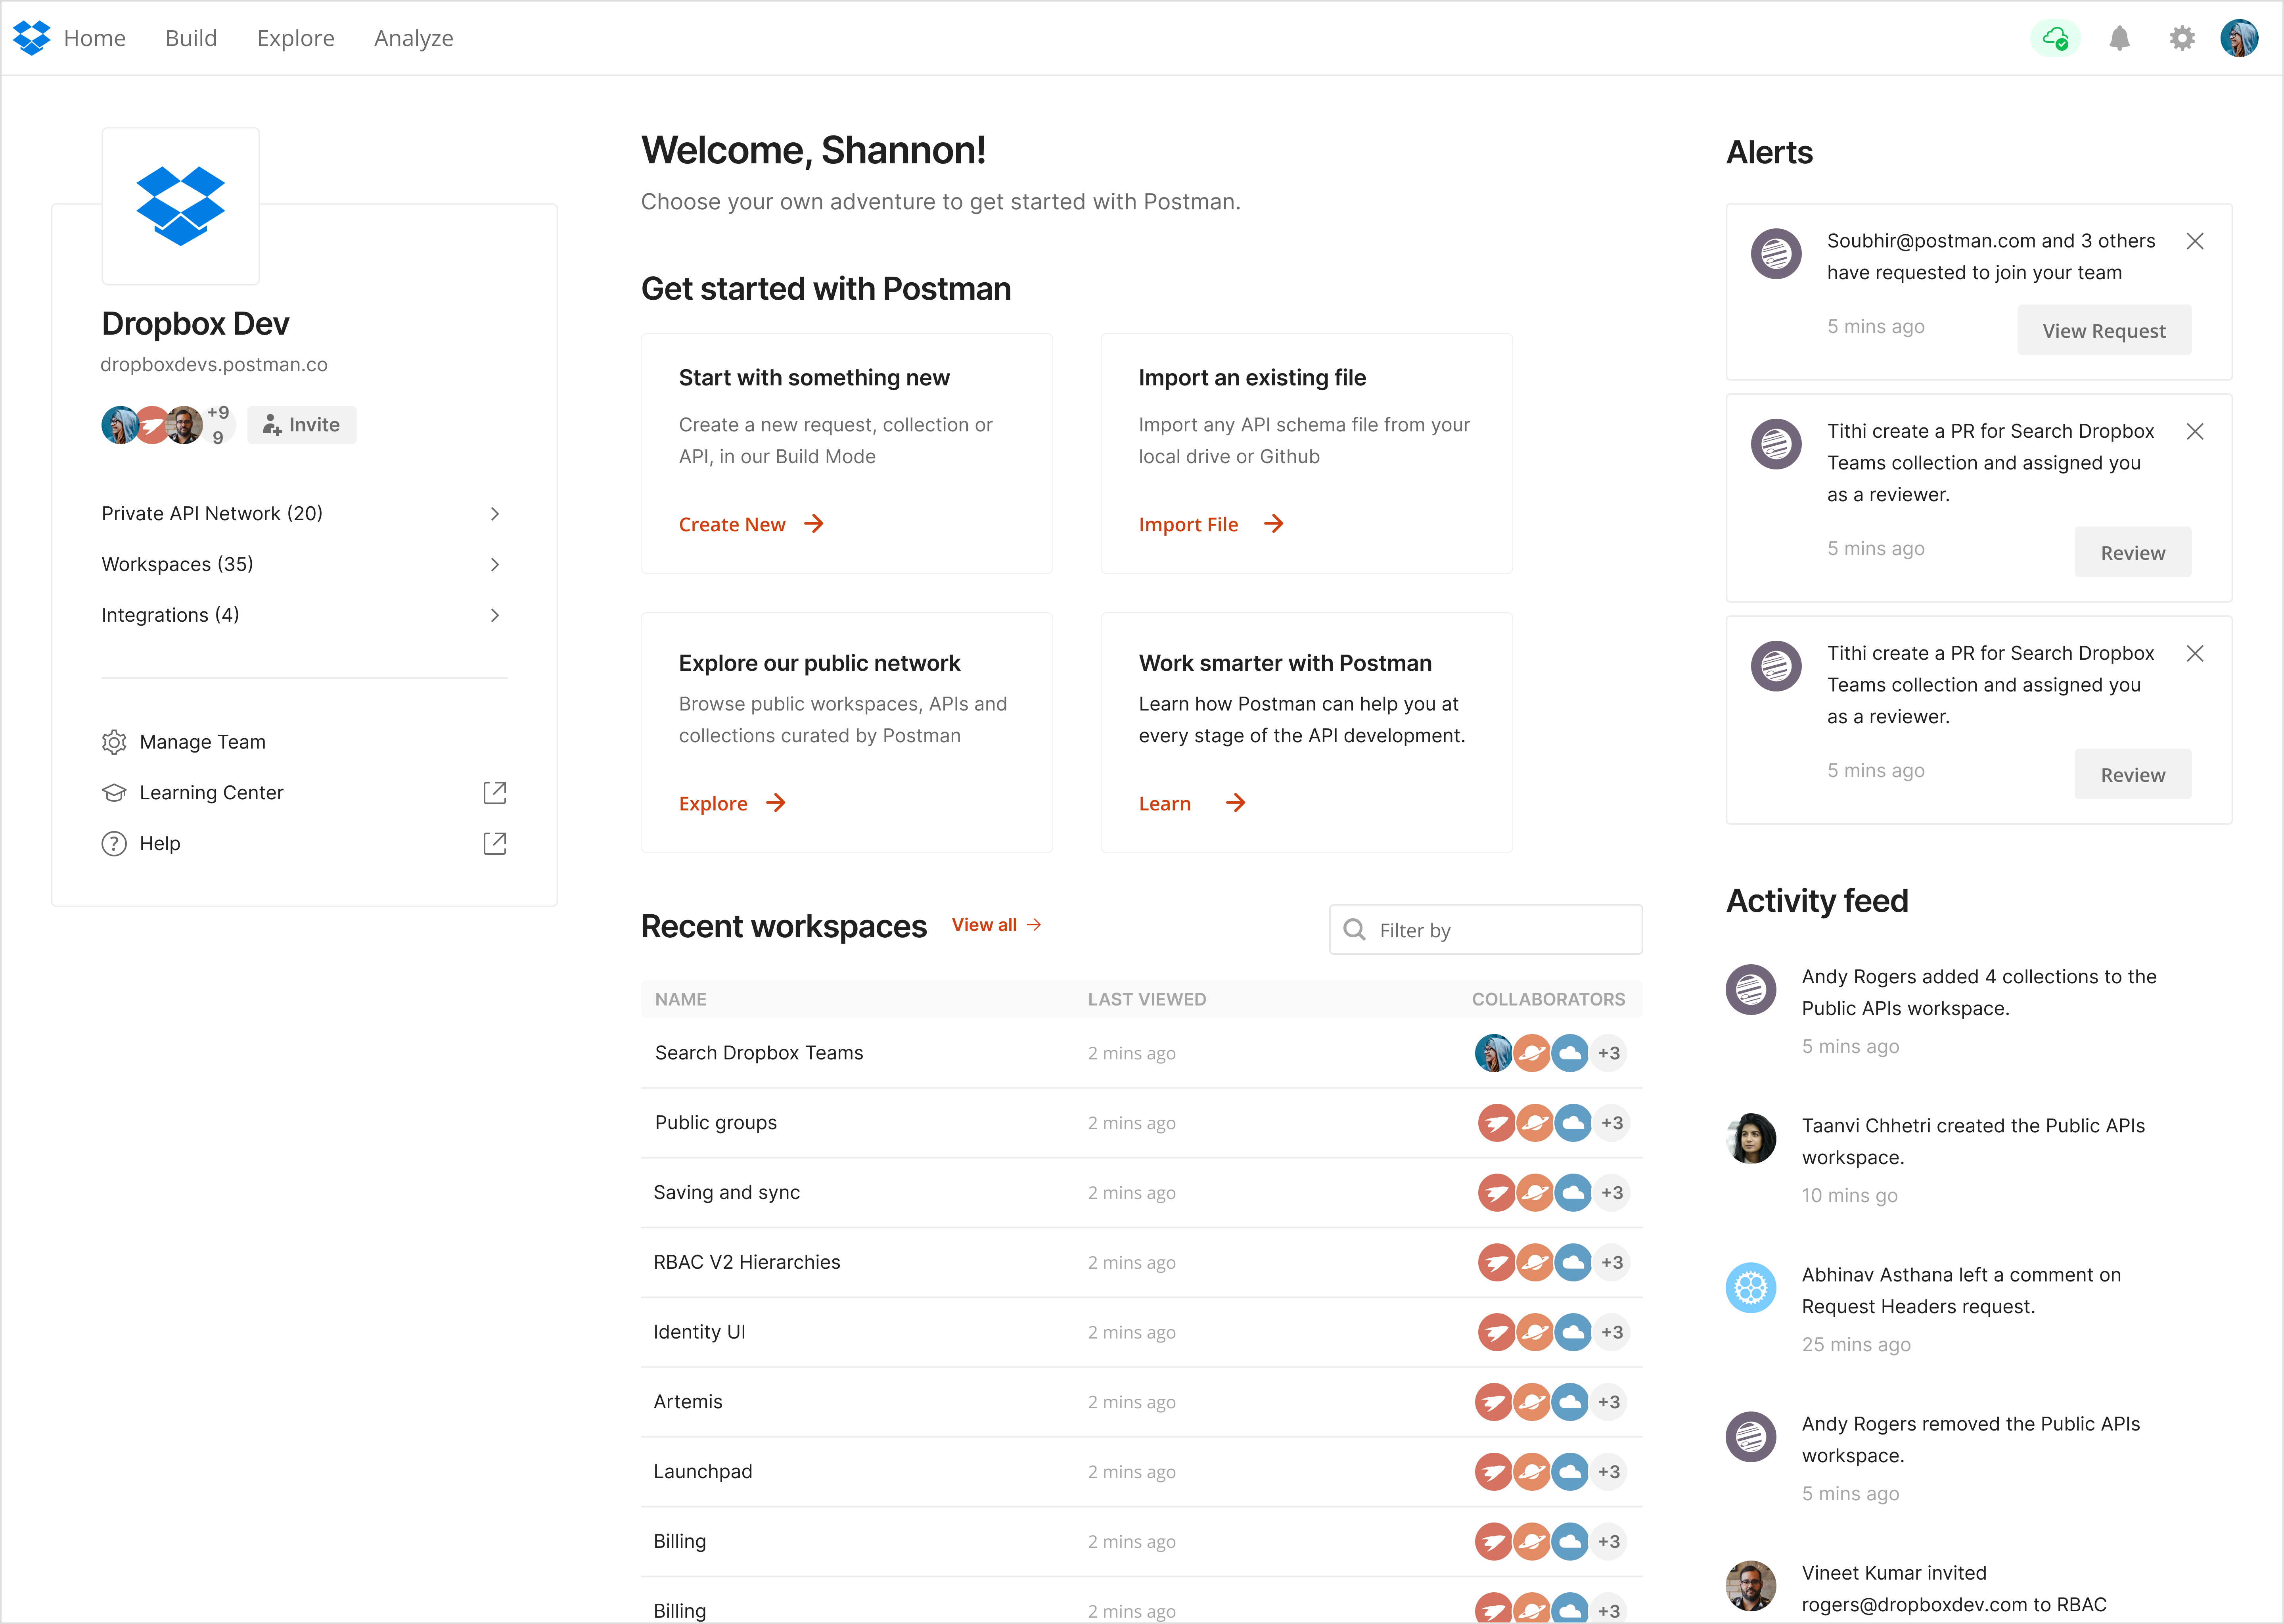 Home Build Explore Analyze
Dropbox Dev
dropboxdevs.postman.co
+9
9
Invite
Private API Network (20)
Workspaces (35)
Integrations (4)
Manage Team
Learning Center
Help
Welcome, Shannon!
Choose your own adventure to get started with Postman.
Get started with Postman
Start with something new
Create a new request, collection or
API, in our Build Mode
Create New
Import an existing file
Import any API schema file from your
local drive or Github
Import File
Explore our public network
Browse public workspaces, APIs and
collections curated by Postman
Explore
Work smarter with Postman
Learn how Postman can help you at
every stage of the API development.
Learn
Recent workspaces View all
Filter by
NAME LAST VIEWED COLLABORATORS
Search Dropbox Teams 2 mins ago +3
Public groups 2 mins ago +3
Saving and sync 2 mins ago +3
RBAC V2 Hierarchies 2 mins ago +3
Identity UI 2 mins ago +3
Artemis 2 mins ago +3
Launchpad 2 mins ago +3
Billing 2 mins ago +3
Billing 2 mins ago +3
Alerts
Soubhir@postman.com and 3 others
have requested to join your team
5 mins ago
View Request
Tithi create a PR for Search Dropbox
Teams collection and assigned you
as a reviewer.
5 mins ago
Review
Tithi create a PR for Search Dropbox
Teams collection and assigned you
as a reviewer.
5 mins ago
Review
Activity feed
Andy Rogers added 4 collections to the
Public APIs workspace.
5 mins ago
Taanvi Chhetri created the Public APIs
workspace.
10 mins go
Abhinav Asthana left a comment on
Request Headers request.
25 mins ago
Andy Rogers removed the Public APIs
workspace.
5 mins ago
Vineet Kumar invited
rogers@dropboxdev.com to RBAC